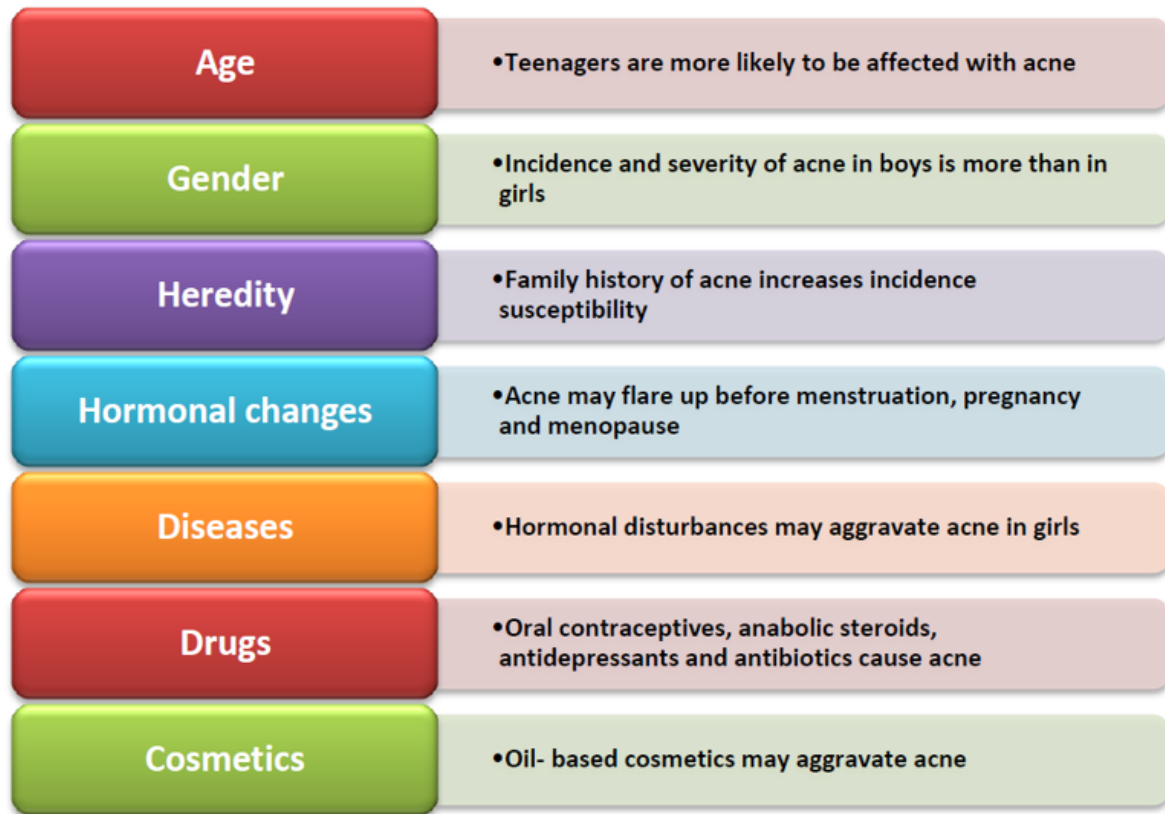 Age
•Teenagers are more likely to be affected with acne
Gender
•Incidence and severity of acne in boys is more than in
girls
Heredity
•Family history of acne increases incidence
susceptibility
Hormonal changes
•Acne may flare up before menstruation, pregnancy
and menopause
Diseases
•Hormonal disturbances may aggravate acne in girls
Drugs
•Oral contraceptives, anabolic steroids,
antidepressants and antibiotics cause acne
Cosmetics
•Oil- based cosmetics may aggravate acne